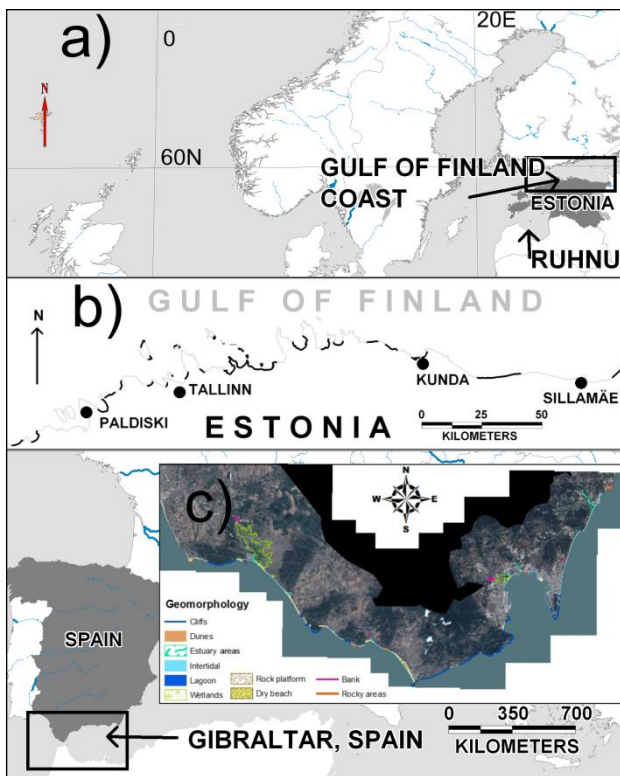 a)
0
20E
N
60N
GULF OF FINLAND
COAST
ESTONIA
RUHNU
GULF OF FINLAND
b)
N
TALLINN
KUNDA
SILLAMÄE
PALDISKI
ESTONIA
0 25 50
KILOMETERS
c)
N
W E
S
Geomorphology
Cliffs
Dunes
Estuary areas
Intertidal
Lagoon
Wetlands
Rock platform
Dry beach
Bank
Rocky areas
SPAIN
0 350 700
KILOMETERS
GIBRALTAR, SPAIN